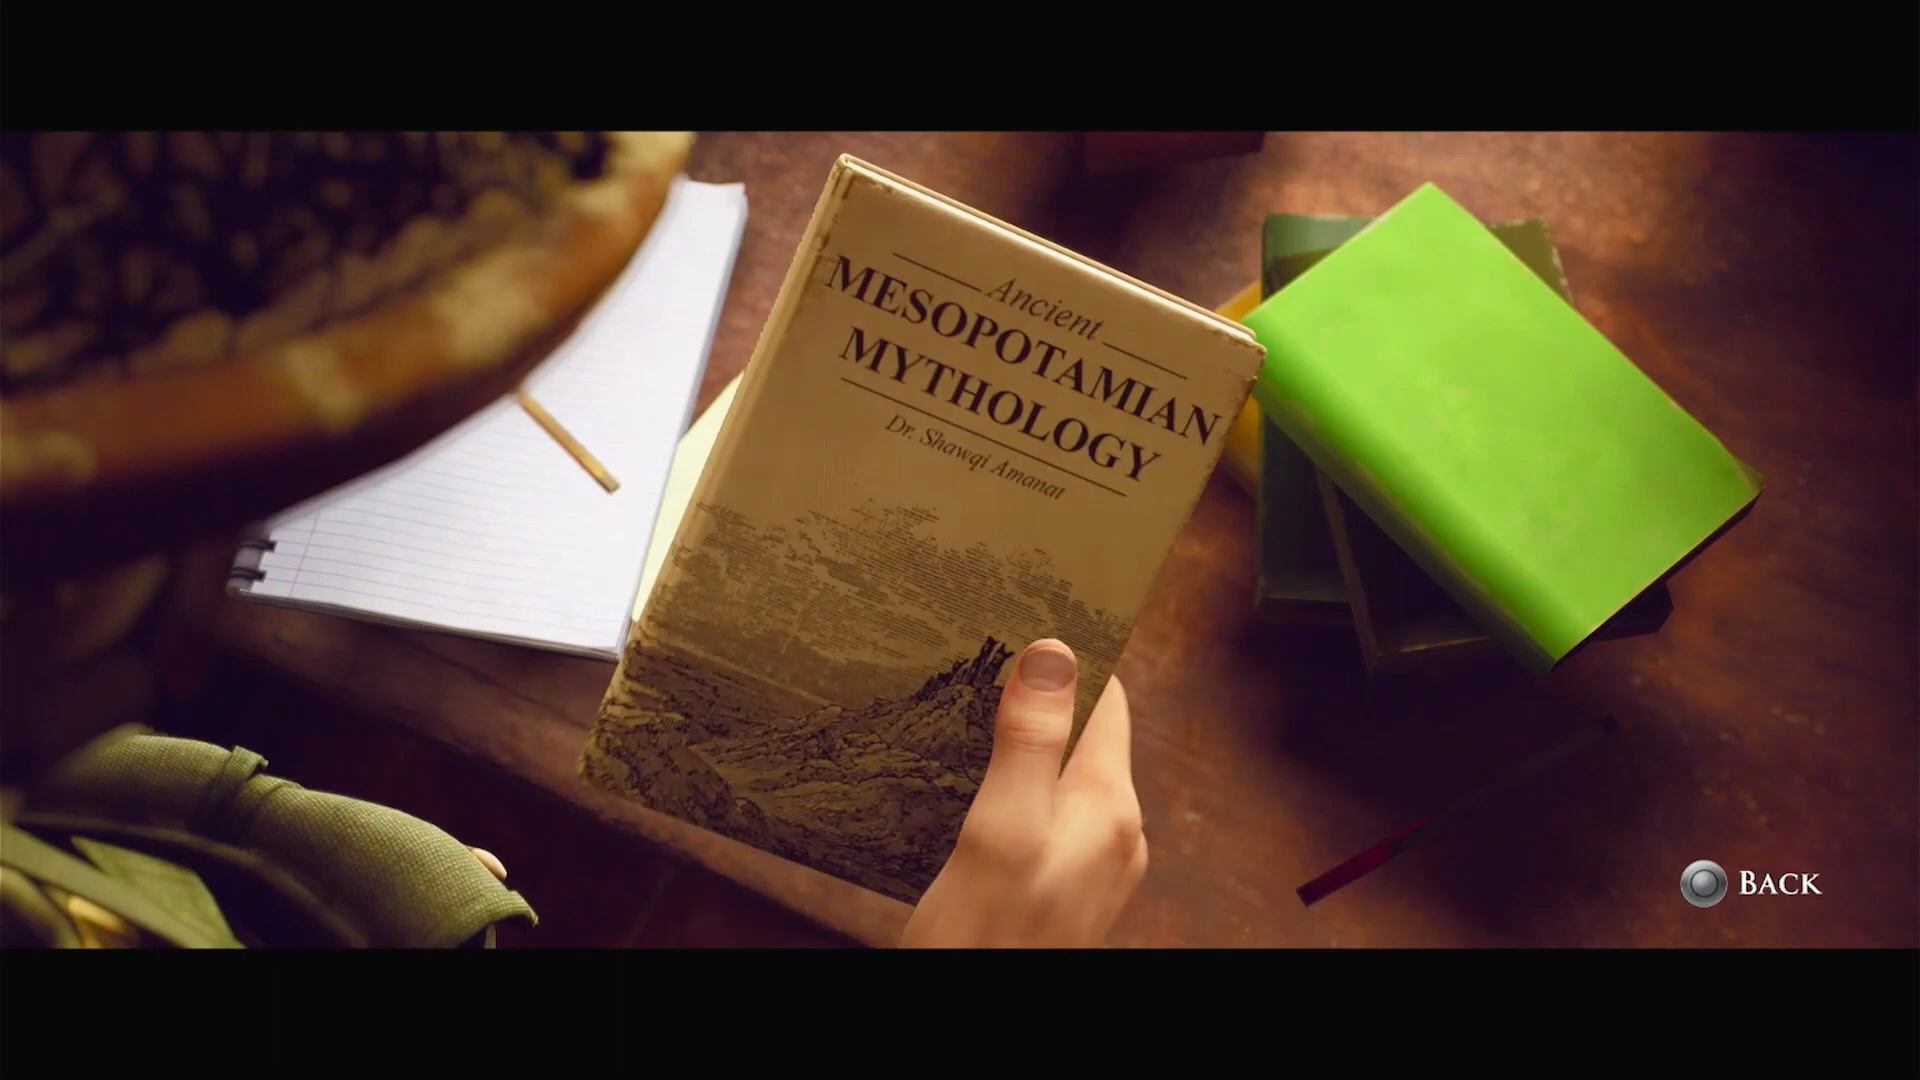 Ancient
MESOPOTAMIAN
MYTHOLOGY
Dr. Shawqi Amanat
BACK